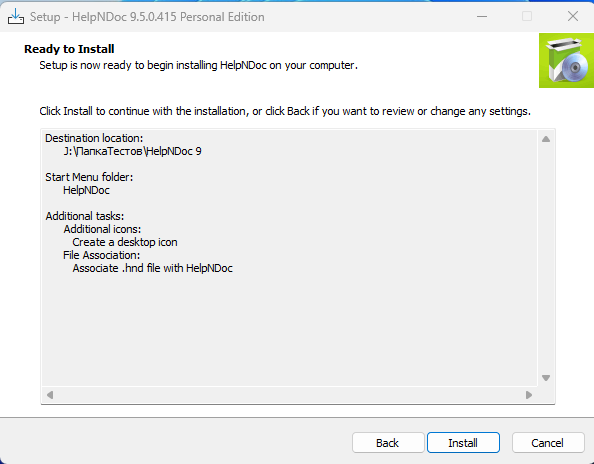 Setup - HelpNDoc 9.5.0.415 Personal Edition
Ready to Install
Setup is now ready to begin installing HelpNDoc on your computer.
Click Install to continue with the installation, or click Back if you want to review or change any settings.
Destination location:
J:\ПапкаТестов\HelpNDoc 9
Start Menu folder:
HelpNDoc
Additional tasks:
Additional icons:
Create a desktop icon
File Association:
Associate .hnd file with HelpNDoc
Back
Install
Cancel